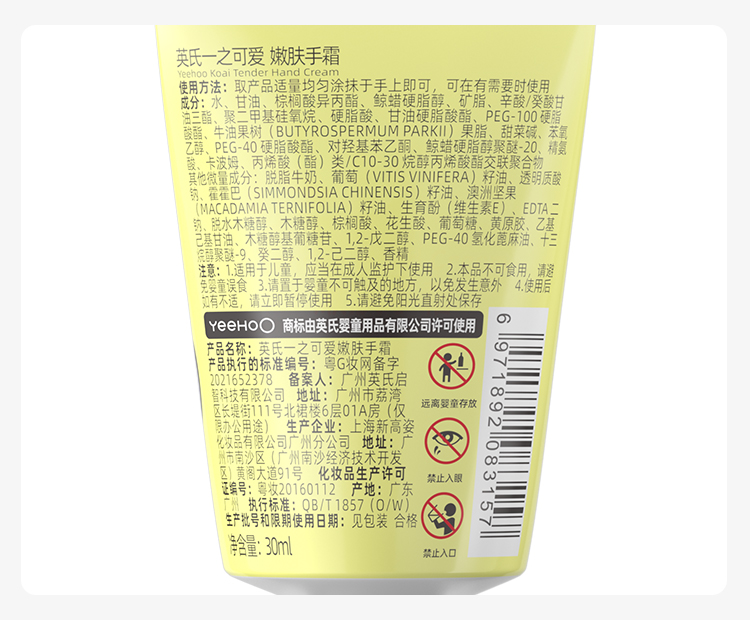 英氏一之可爱 嫩肤手霜
Yeehoo Koai Tender Hand Cream
使用方法：取产品适量均匀涂抹于手上即可，可在有需要时使用
成分：水、甘油、棕榈酸异丙酯、鲸蜡硬脂醇、矿脂、辛酸/癸酸甘
油三酯、聚二甲基硅氧烷、硬脂酸、甘油硬脂酸酯、PEG-100 硬脂
酸酯、牛油果树（BUTYROSPERMUM PARKII）果脂、甜菜碱、苯氧
乙醇、PEG-40 硬脂酸酯、对羟基苯乙酮、鲸蜡硬脂醇聚醚-20、精氨
酸、卡波姆、丙烯酸（酯）类/C10-30 烷醇丙烯酸酯交联聚合物
其他微量成分：脱脂牛奶、葡萄（VITIS VINIFERA）籽油、透明质酸
钠、霍霍巴（SIMMONDSIA CHINENSIS）籽油、澳洲坚果
（MACADAMIA TERNIFOLIA）籽油、生育酚（维生素E）、EDTA 二
钠、脱水木糖醇、木糖醇、棕榈酸、花生酸、葡萄糖、黄原胶、乙基
己基甘油、木糖醇基葡糖苷、1,2-戊二醇、PEG-40 氢化蓖麻油、十三
烷醇聚醚-9、癸二醇、1,2-己二醇、香精
注意：1.适用于儿童，应当在成人监护下使用 2.本品不可食用，请避
免婴童误食 3.请置于婴童不可触及的地方，以免发生意外 4.使用后
如有不适，请立即暂停使用 5.请避免阳光直射处保存
YeeHOO 商标由英氏婴童用品有限公司许可使用
产品名称：英氏一之可爱嫩肤手霜
产品执行的标准编号：粤G妆网备字
2021652378 备案人：广州英氏启
智科技有限公司 地址：广州市荔湾
区长堤街111号北裙楼6层01A房（仅
限办公用途） 生产企业：上海新高姿
化妆品有限公司广州分公司 地址：广
州市南沙区（广州南沙经济技术开发
区）黄阁大道91号 化妆品生产许可
证编号：粤妆20160112 产地：广东
广州 执行标准：QB/T 1857 (O/W)
生产批号和限期使用日期：见包装 合格
净含量：30ml
远离婴童存放
禁止入眼
禁止入口
6 971892 083157